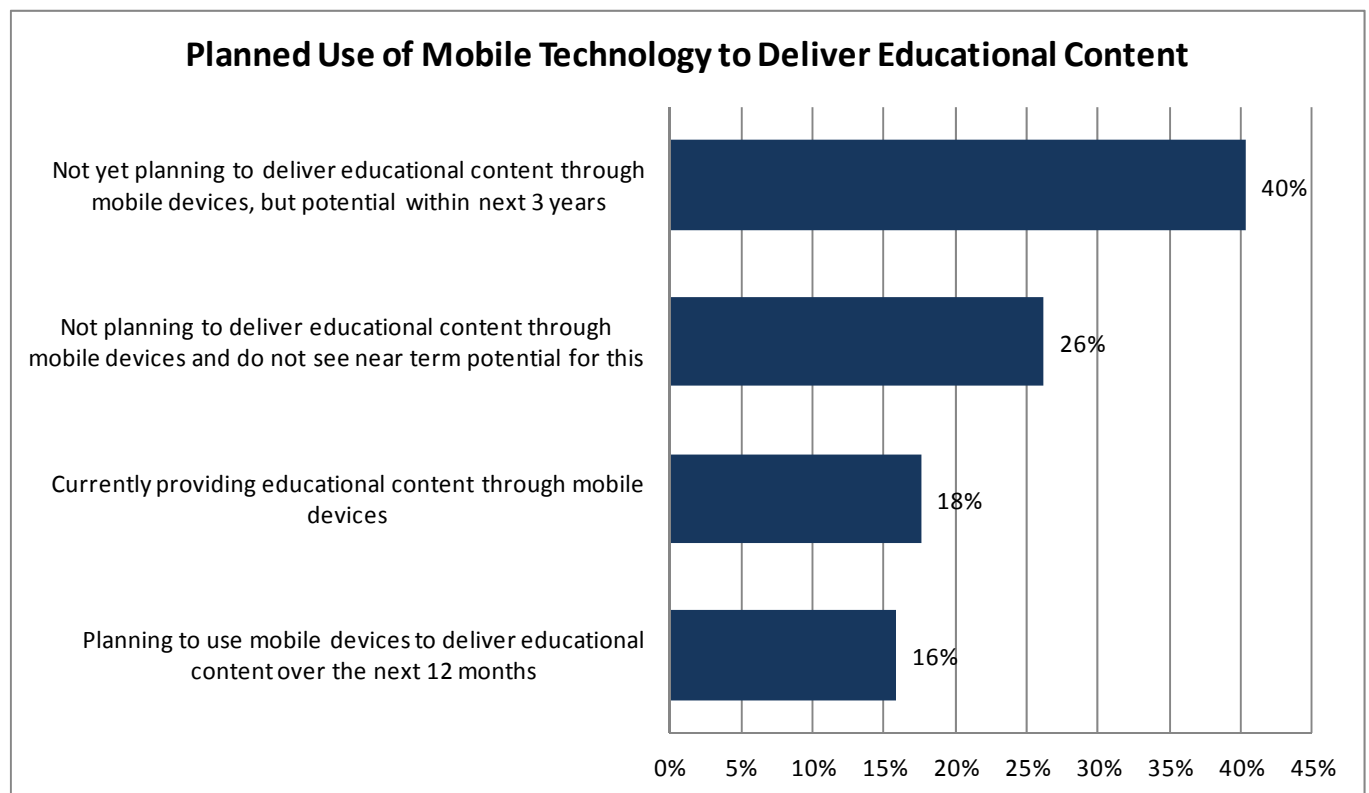 Planned Use of Mobile Technology to Deliver Educational Content
Not yet planning to deliver educational content through
mobile devices, but potential within next 3 years
40%
Not planning to deliver educational content through
mobile devices and do not see near term potential for this
26%
Currently providing educational content through mobile
devices
18%
Planning to use mobile devices to deliver educational
content over the next 12 months
16%
0% 5% 10% 15% 20% 25% 30% 35% 40% 45%